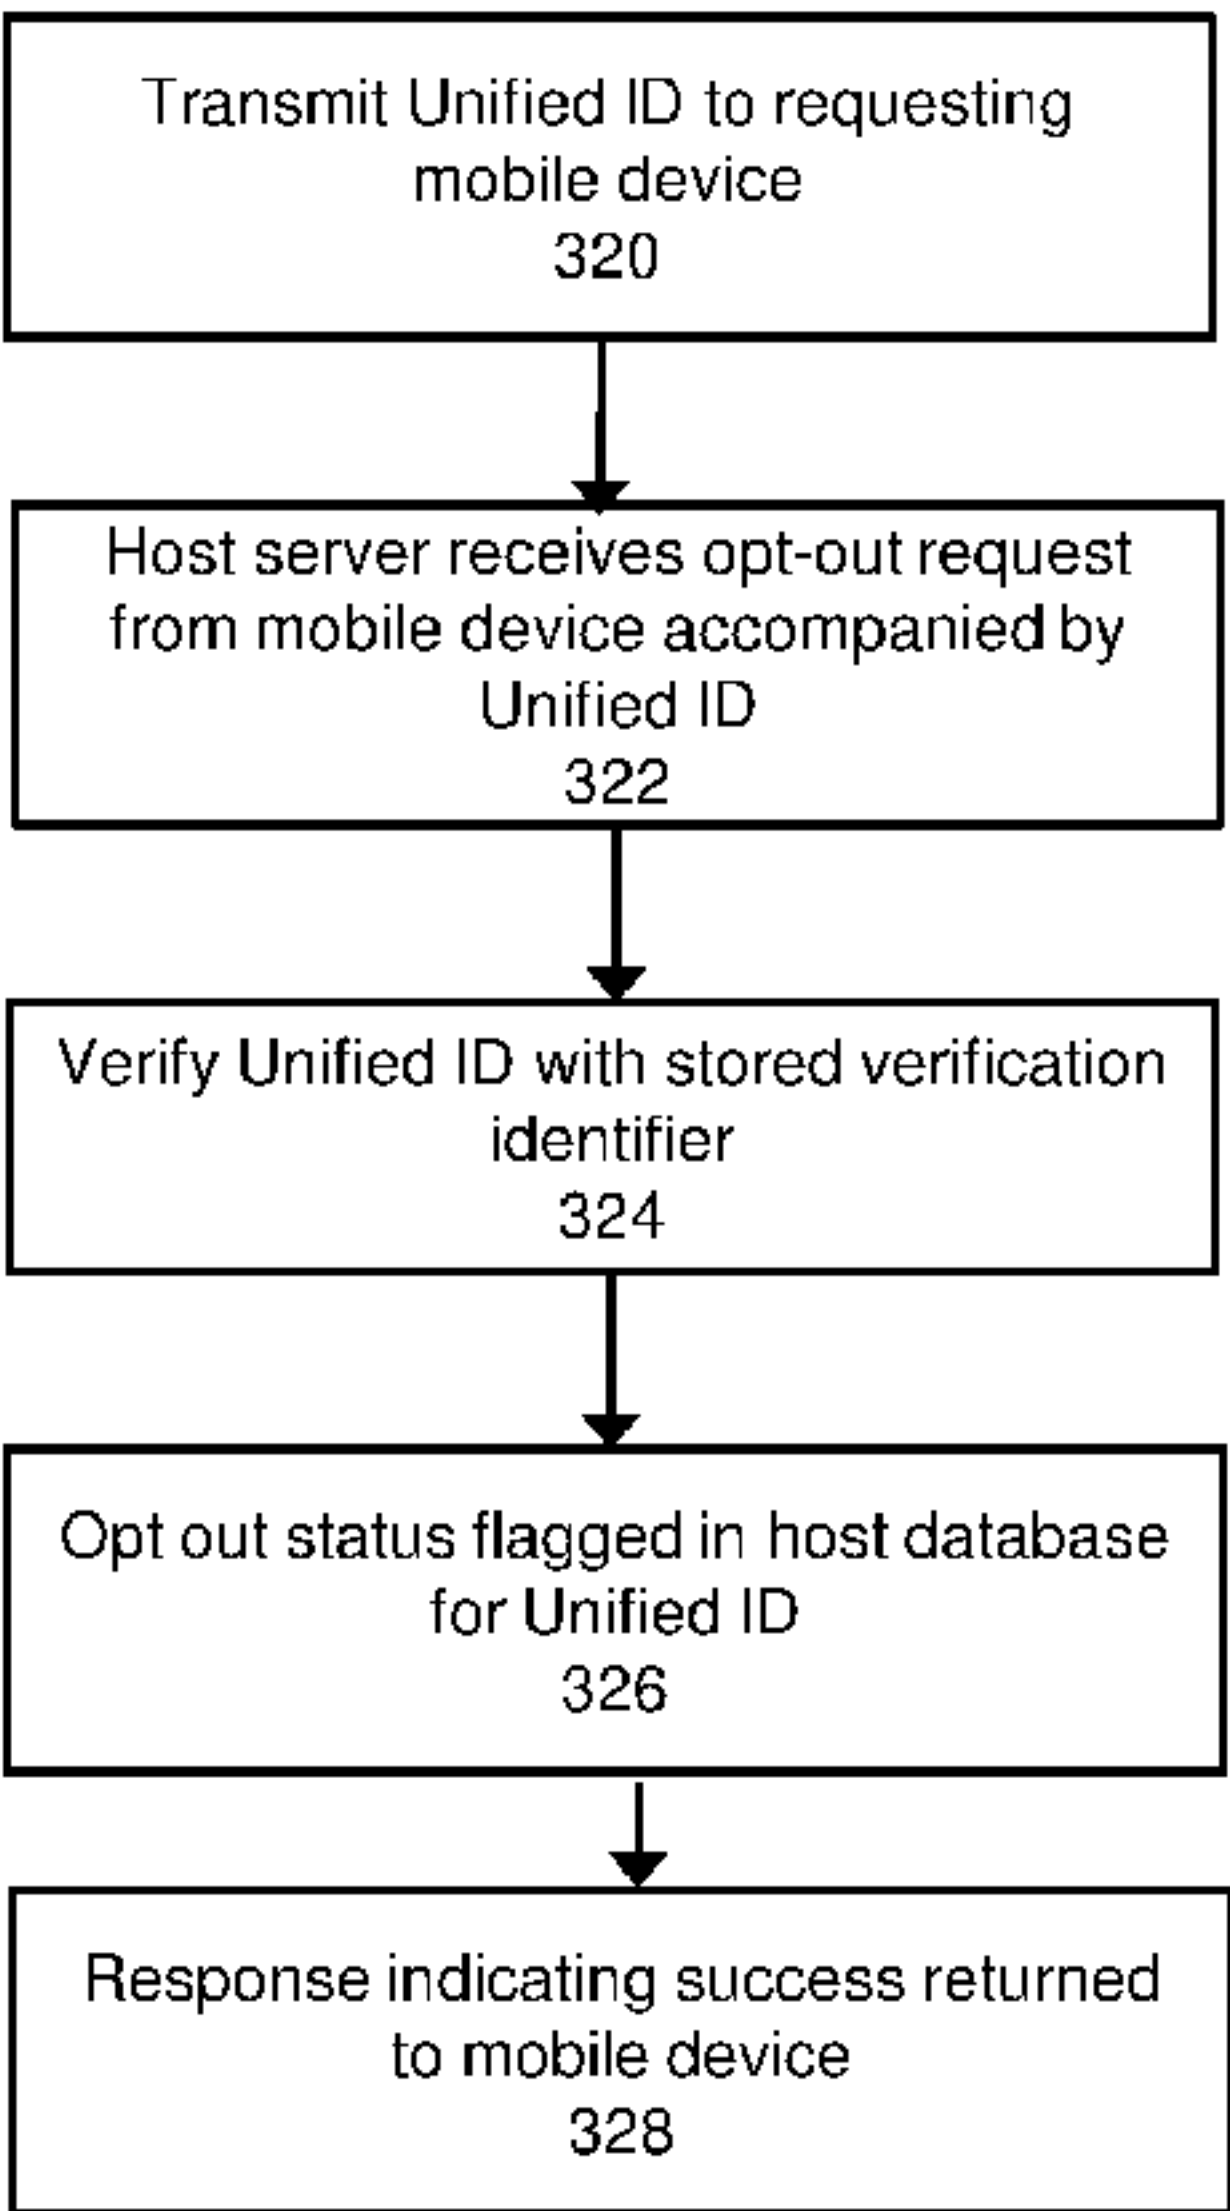 Transmit Unified ID to requesting
mobile device
320
Host server receives opt-out request
from mobile device accompanied by
Unified ID
322
Verify Unified ID with stored verification
identifier
324
Opt out status flagged in host database
for Unified ID
326
Response indicating success returned
to mobile device
328